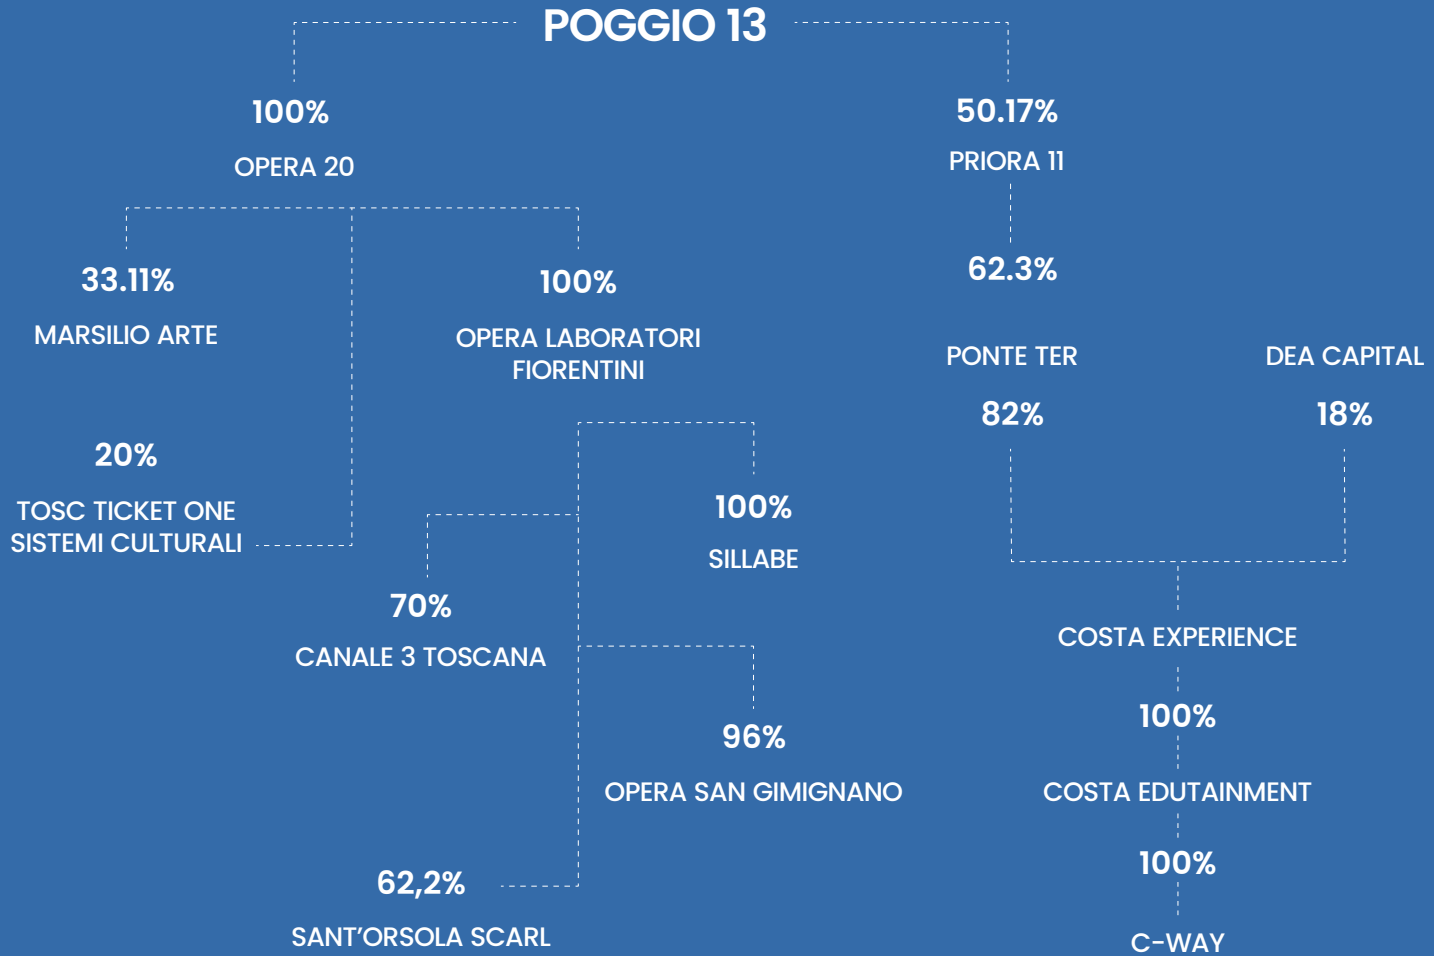 POGGIO 13
100%
OPERA 20
50.17%
PRIORA 11
33.11%
MARSILIO ARTE
100%
OPERA LABORATORI
FIORENTINI
62.3%
PONTE TER
82%
DEA CAPITAL
18%
20%
TOSC TICKET ONE
SISTEMI CULTURALI
100%
SILLABE
70%
CANALE 3 TOSCANA
96%
OPERA SAN GIMIGNANO
62,2%
SANT'ORSOLA SCARL
COSTA EXPERIENCE
100%
COSTA EDUTAINMENT
100%
C-WAY